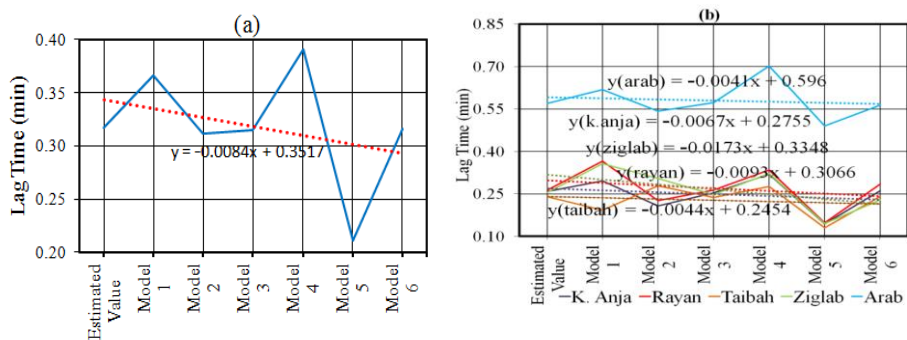 (a)
0.40
0.35
0.30
0.25
0.20
Lag Time (min)
y = -0.0084x + 0.3517
Estimated Value
Model 1
Model 2
Model 3
Model 4
Model 5
Model 6
(b)
0.85
0.70
0.55
0.40
0.25
0.10
Lag Time (min)
y(arab) = -0.0041x + 0.596
y(k.anja) = -0.0067x + 0.2755
y(ziglab) = -0.0173x + 0.3348
y(rayan) = -0.0093x + 0.3066
y(taibah) = -0.0044x + 0.2454
Estimated Value
Model 1
Model 2
Model 3
Model 4
Model 5
Model 6
K. Anja Rayan Taibah Ziglab Arab